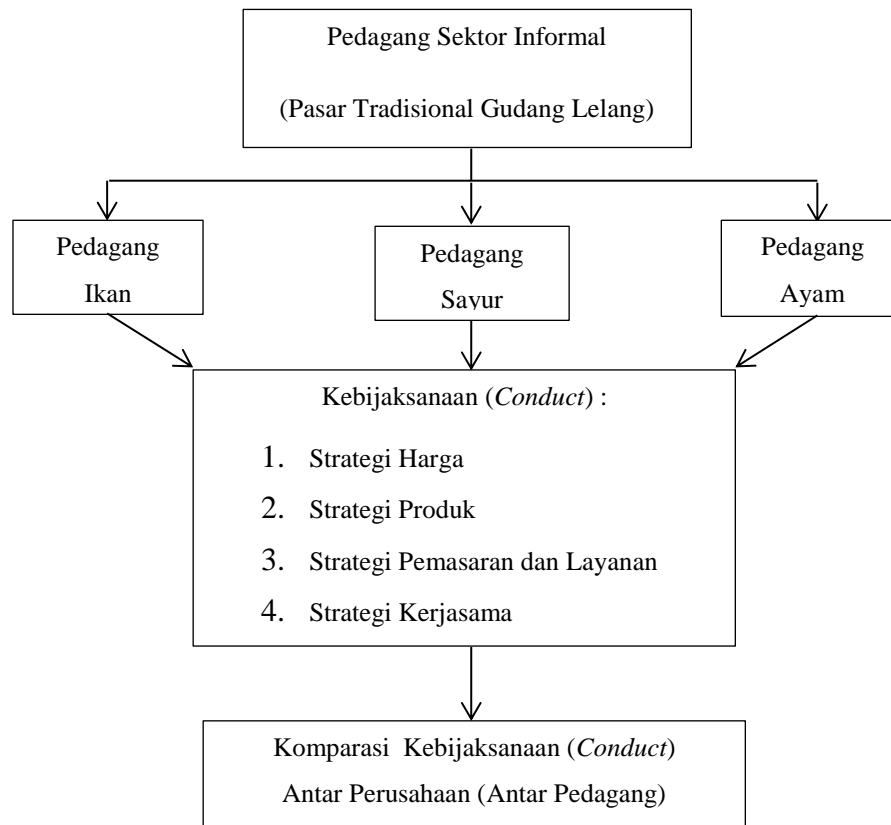 Pedagang Sektor Informal
(Pasar Tradisional Gudang Lelang)
Pedagang
Ikan
Pedagang
Sayur
Pedagang
Ayam
Kebijaksanaan (Conduct) :
1. Strategi Harga
2. Strategi Produk
3. Strategi Pemasaran dan Layanan
4. Strategi Kerjasama
Komparasi Kebijaksanaan (Conduct)
Antar Perusahaan (Antar Pedagang)